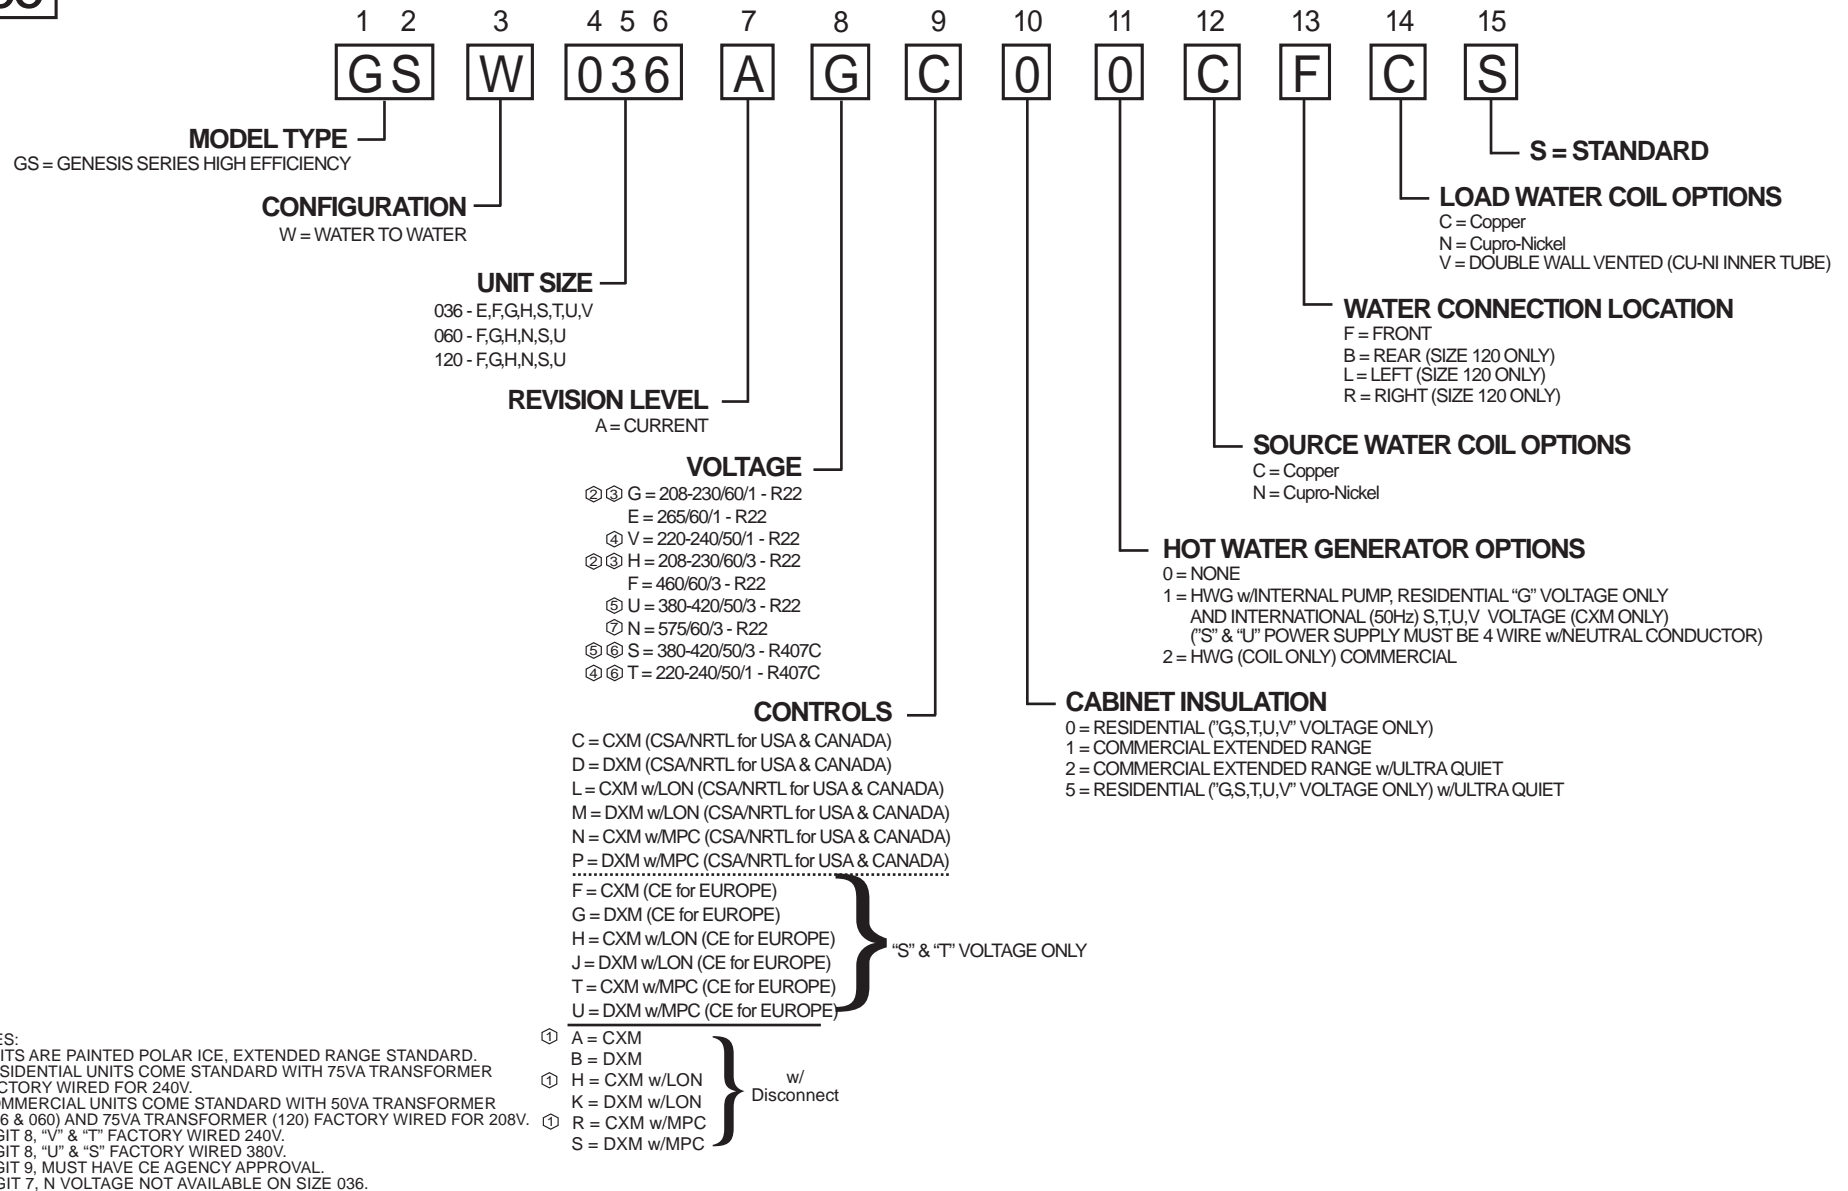 1 2 3 4 5 6 7 8 9 10 11 12 13 14 15
GS W 036 A G C 0 0 C F C S
MODEL TYPE
GS = GENESIS SERIES HIGH EFFICIENCY
CONFIGURATION
W = WATER TO WATER
UNIT SIZE
036 - E,F,G,H,S,T,U,V
060 - F,G,H,N,S,U
120 - F,G,H,N,S,U
REVISION LEVEL
A = CURRENT
VOLTAGE
②③ G = 208-230/60/1 - R22
E = 265/60/1 - R22
④ V = 220-240/50/1 - R22
②③ H = 208-230/60/3 - R22
F = 460/60/3 - R22
⑤ U = 380-420/50/3 - R22
⑦ N = 575/60/3 - R22
⑤⑥ S = 380-420/50/3 - R407C
④⑥ T = 220-240/50/1 - R407C
CONTROLS
C = CXM (CSA/NRTL for USA & CANADA)
D = DXM (CSA/NRTL for USA & CANADA)
L = CXM w/LON (CSA/NRTL for USA & CANADA)
M = DXM w/LON (CSA/NRTL for USA & CANADA)
N = CXM w/MPC (CSA/NRTL for USA & CANADA)
P = DXM w/MPC (CSA/NRTL for USA & CANADA)
F = CXM (CE for EUROPE)
G = DXM (CE for EUROPE)
H = CXM w/LON (CE for EUROPE)
J = DXM w/LON (CE for EUROPE)
T = CXM w/MPC (CE for EUROPE)
U = DXM w/MPC (CE for EUROPE)
“S” & “T” VOLTAGE ONLY
① A = CXM
B = DXM
① H = CXM w/LON
K = DXM w/LON
① R = CXM w/MPC
S = DXM w/MPC
w/
Disconnect
S = STANDARD
LOAD WATER COIL OPTIONS
C = Copper
N = Cupro-Nickel
V = DOUBLE WALL VENTED (CU-NI INNER TUBE)
WATER CONNECTION LOCATION
F = FRONT
B = REAR (SIZE 120 ONLY)
L = LEFT (SIZE 120 ONLY)
R = RIGHT (SIZE 120 ONLY)
SOURCE WATER COIL OPTIONS
C = Copper
N = Cupro-Nickel
HOT WATER GENERATOR OPTIONS
0 = NONE
1 = HWG w/INTERNAL PUMP, RESIDENTIAL “G” VOLTAGE ONLY
AND INTERNATIONAL (50Hz) S,T,U,V VOLTAGE (CXM ONLY)
(”S” & “U” POWER SUPPLY MUST BE 4 WIRE w/NEUTRAL CONDUCTOR)
2 = HWG (COIL ONLY) COMMERCIAL
CABINET INSULATION
0 = RESIDENTIAL (”G,S,T,U,V” VOLTAGE ONLY)
1 = COMMERCIAL EXTENDED RANGE
2 = COMMERCIAL EXTENDED RANGE w/ULTRA QUIET
5 = RESIDENTIAL (”G,S,T,U,V” VOLTAGE ONLY) w/ULTRA QUIET
ES:
ITS ARE PAINTED POLAR ICE, EXTENDED RANGE STANDARD.
SIDENTIAL UNITS COME STANDARD WITH 75VA TRANSFORMER
CTORY WIRED FOR 240V.
MMERCIAL UNITS COME STANDARD WITH 50VA TRANSFORMER
6 & 060) AND 75VA TRANSFORMER (120) FACTORY WIRED FOR 208V.
GIT 8, “V” & “T” FACTORY WIRED 240V.
GIT 8, “U” & “S” FACTORY WIRED 380V.
GIT 9, MUST HAVE CE AGENCY APPROVAL.
GIT 7, N VOLTAGE NOT AVAILABLE ON SIZE 036.